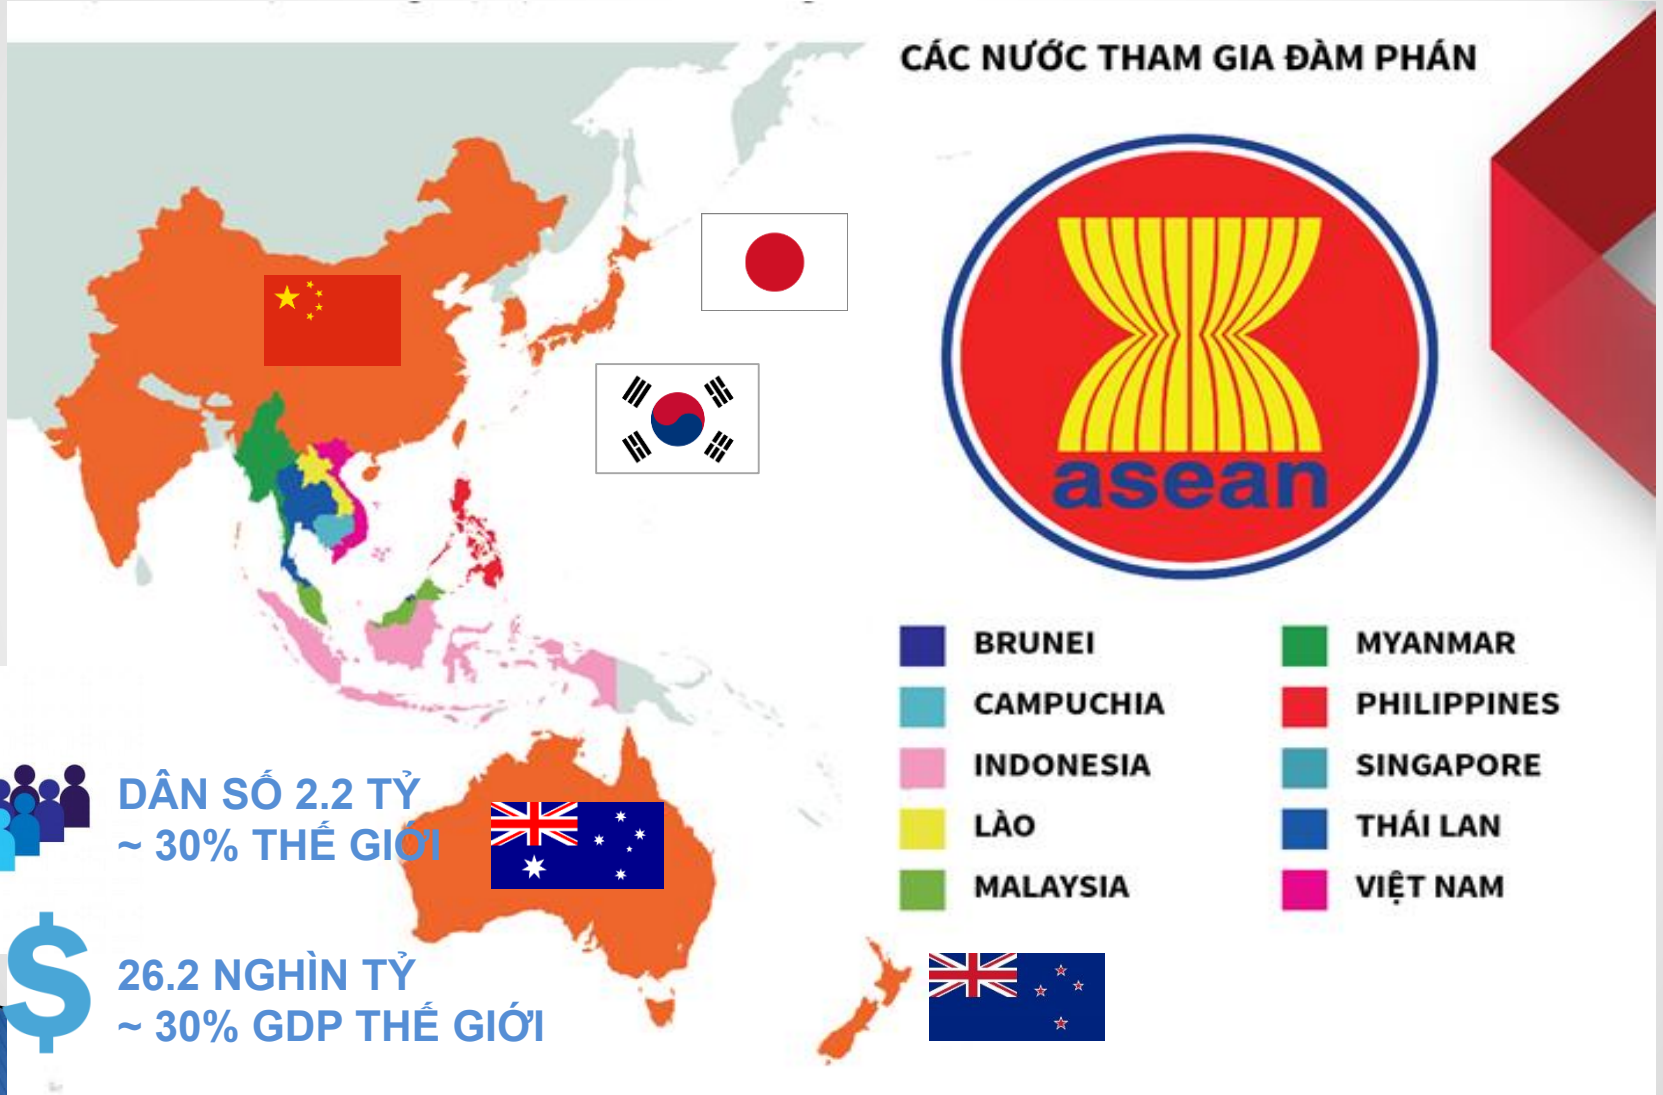 CÁC NƯỚC THAM GIA ĐÀM PHÁN
asean
BRUNEI
CAMPUCHIA
INDONESIA
LÀO
MALAYSIA
MYANMAR
PHILIPPINES
SINGAPORE
THÁI LAN
VIỆT NAM
DÂN SỐ 2.2 TỶ
~ 30% THẾ GIỚI
$
26.2 NGHÌN TỶ
~ 30% GDP THẾ GIỚI